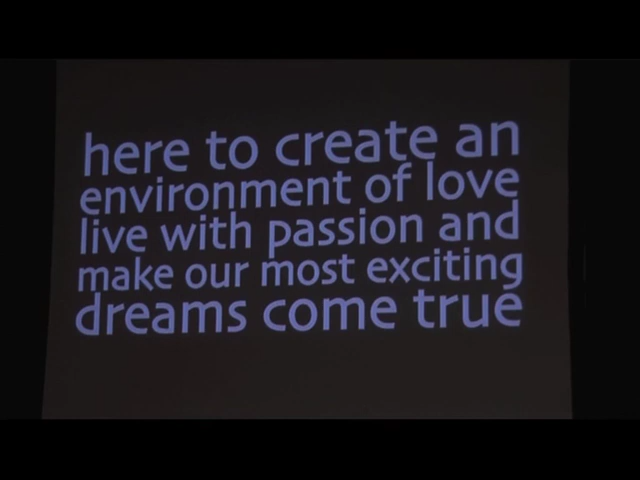 here to create an
environment of love
live with passion and
make our most exciting
dreams come true